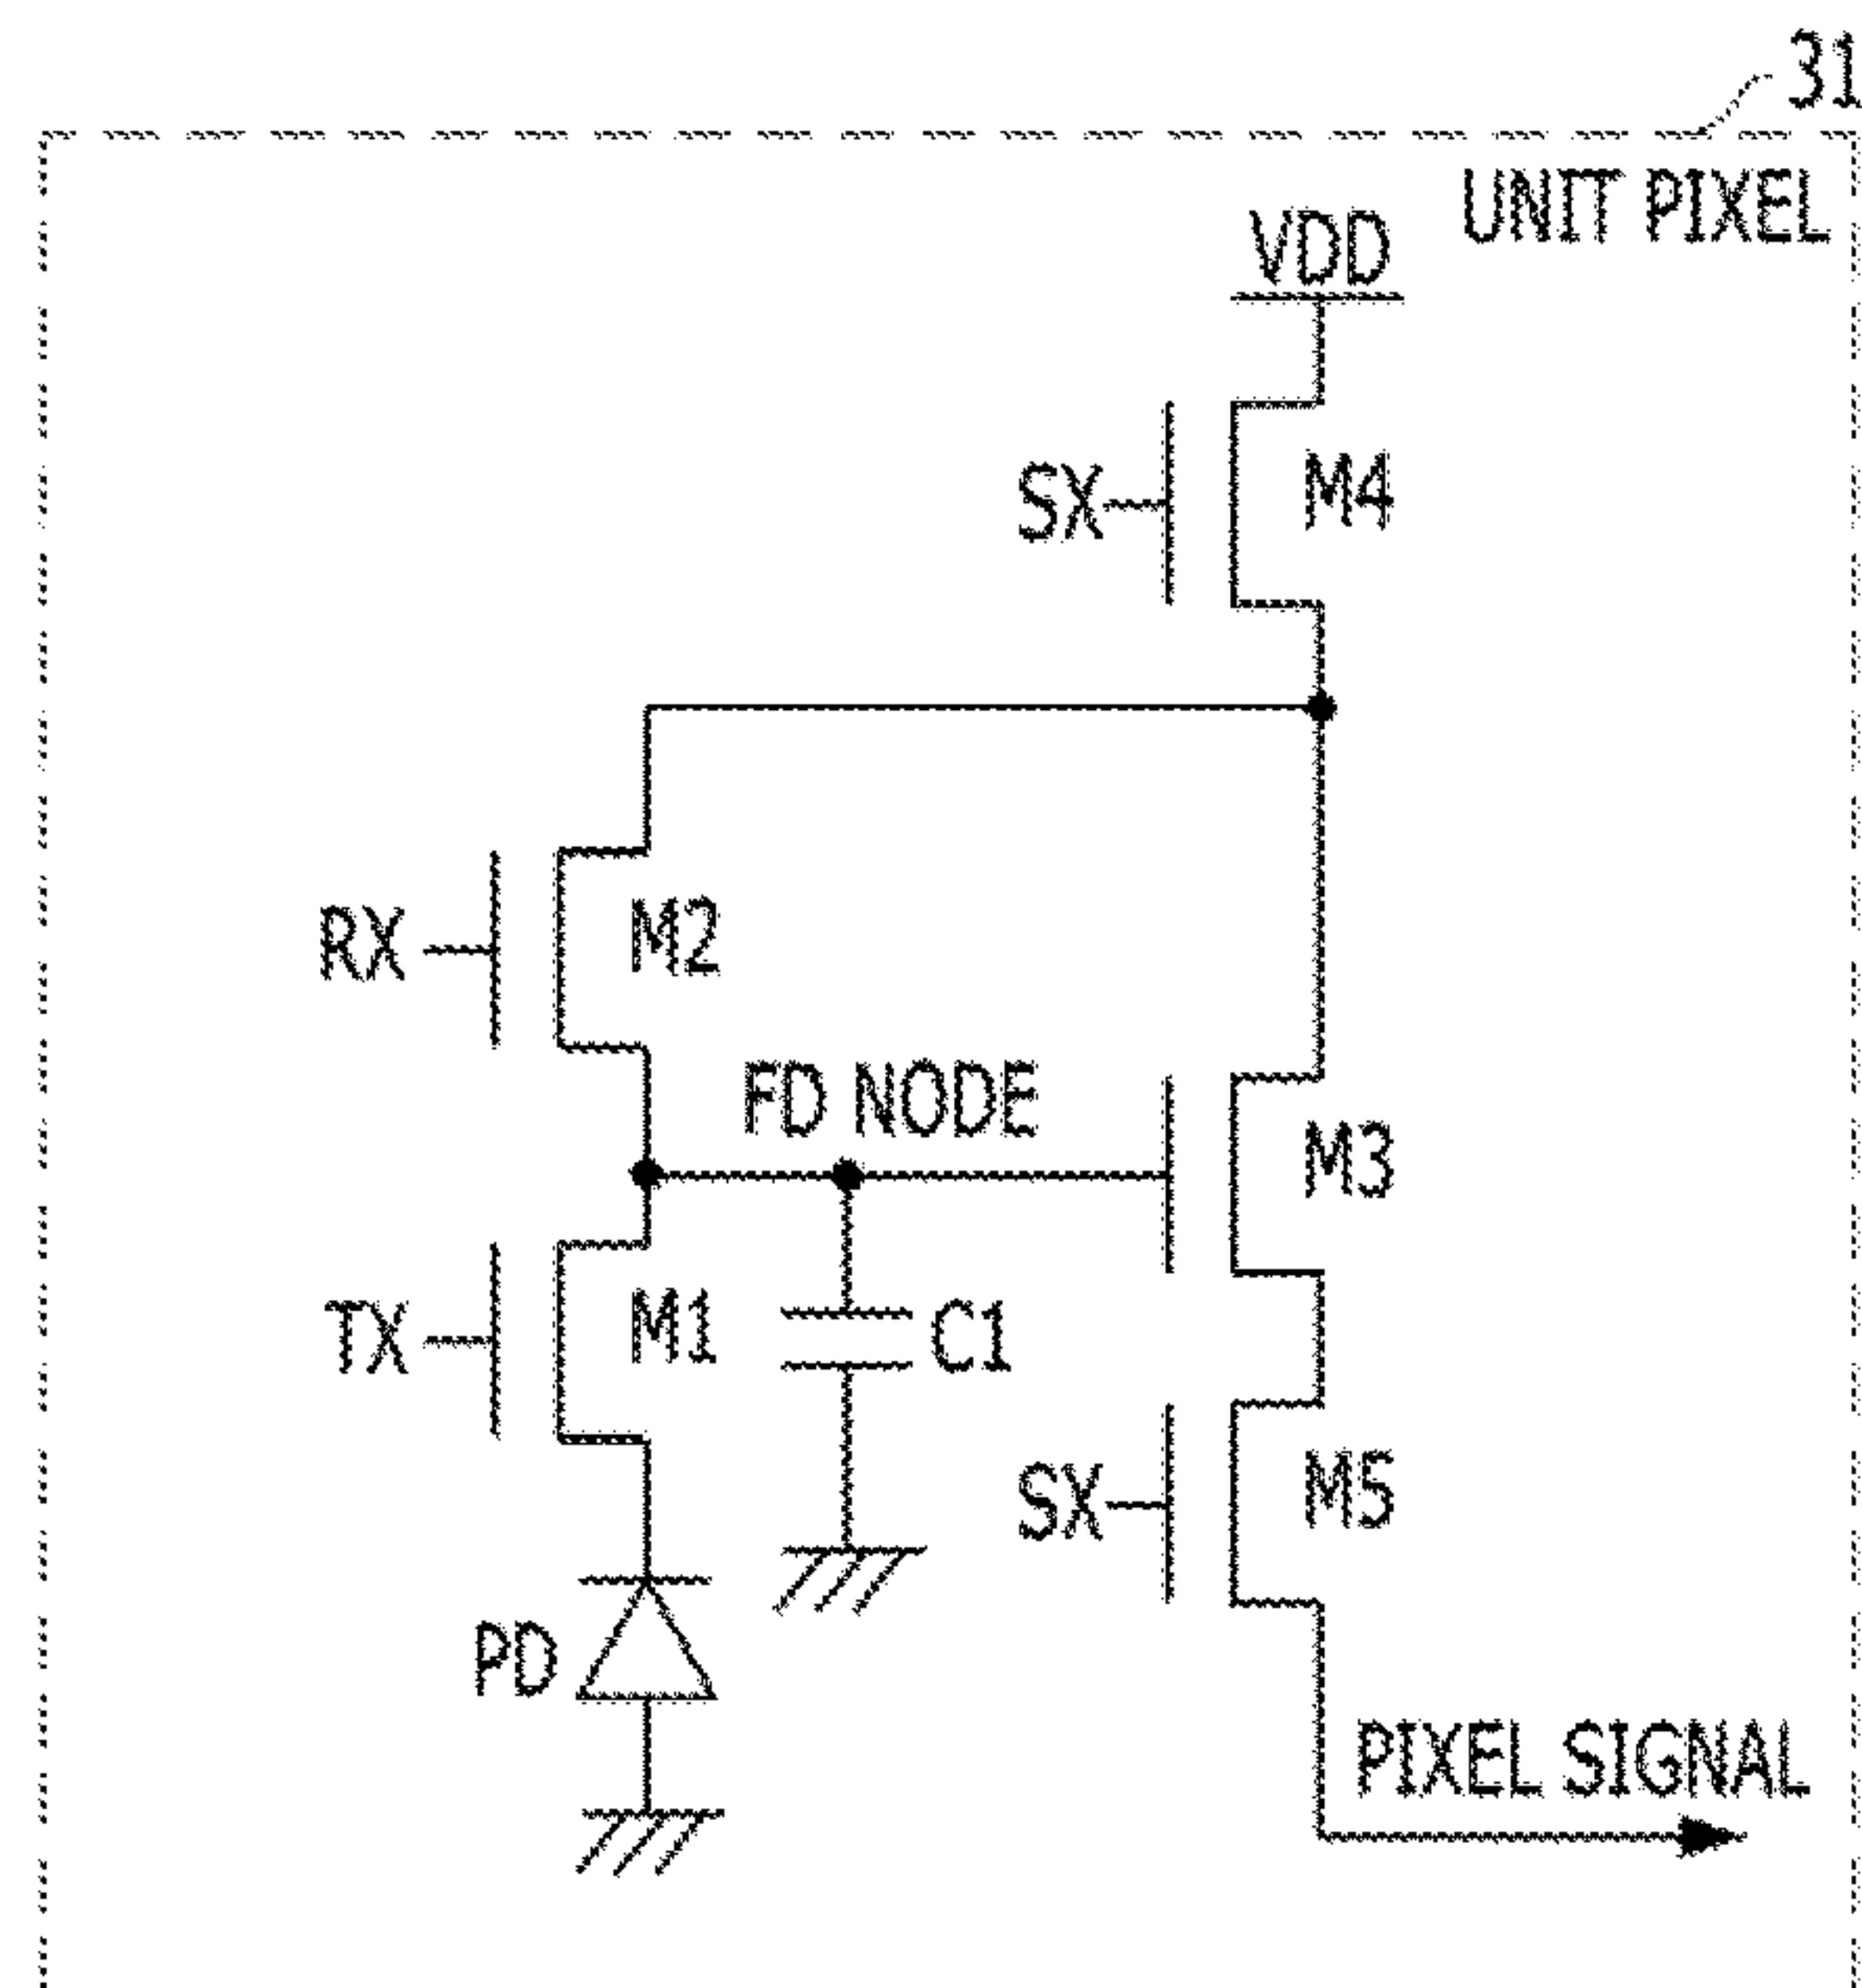 31
UNIT PIXEL
VDD
SX
M4
RX
M2
FD NODE
M3
TX
M1
C1
SX
M5
PD
PIXEL SIGNAL